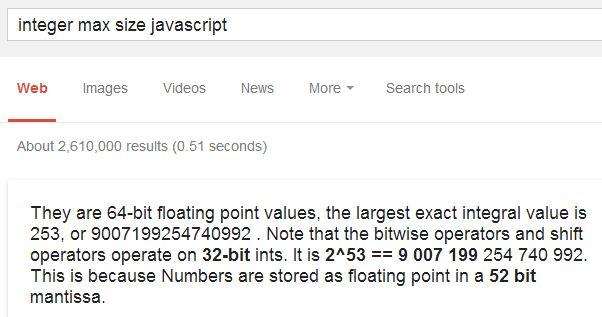 integer max size javascript
Web Images Videos News More Search tools
About 2,610,000 results (0.51 seconds)
They are 64-bit floating point values, the largest exact integral value is
253, or 9007199254740992 . Note that the bitwise operators and shift
operators operate on 32-bit ints. It is 2^53 == 9 007 199 254 740 992.
This is because Numbers are stored as floating point in a 52 bit
mantissa.